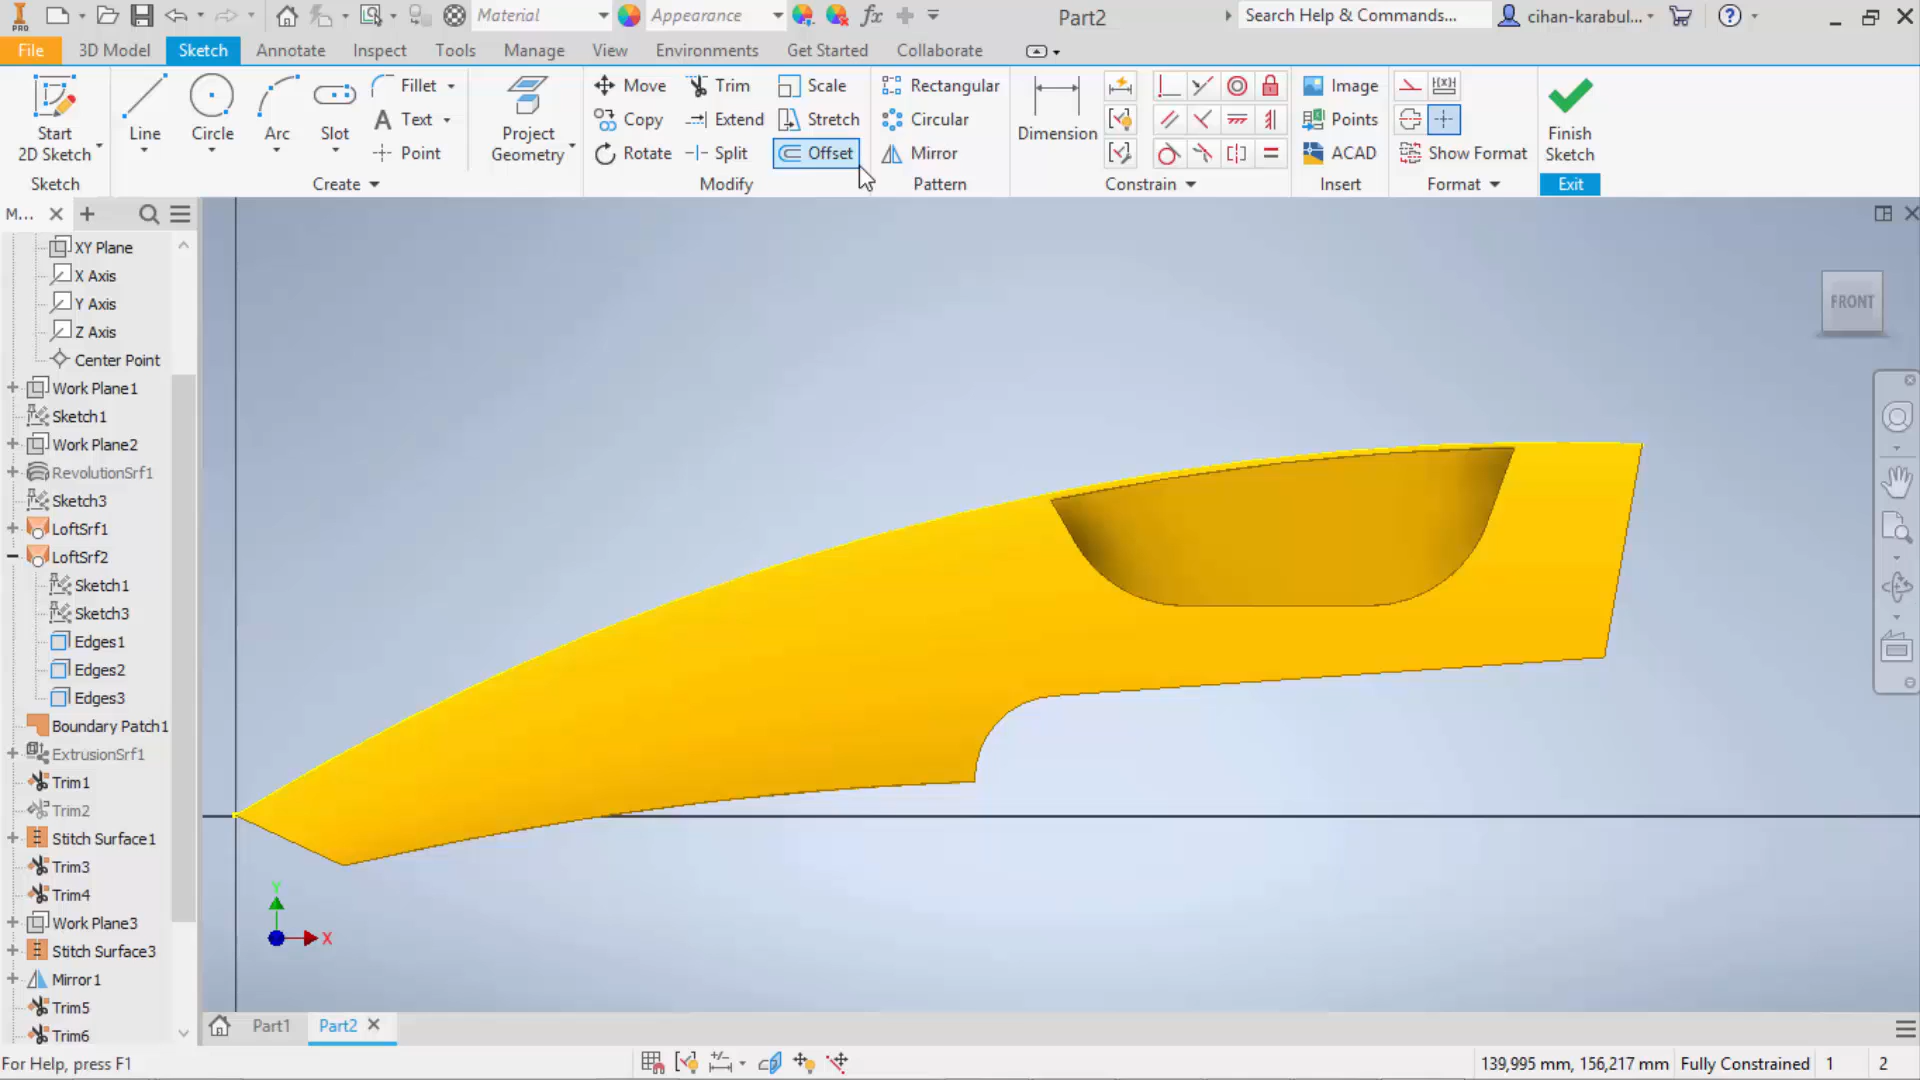 PRO
Material
Appearance
fx
Part2
Search Help & Commands...
cihan-karabul...
File
3D Model
Sketch
Annotate
Inspect
Tools
Manage
View
Environments
Get Started
Collaborate
Start
2D Sketch
Line
Circle
Arc
Slot
Fillet
A Text
Point
Project
Geometry
Move
Copy
Rotate
Trim
Extend
Split
Scale
Stretch
Offset
Rectangular
Circular
Mirror
Dimension
Image
Points
ACAD
Show Format
Finish
Sketch
Sketch
Create
Modify
Pattern
Constrain
Insert
Format
Exit
M...
XY Plane
X Axis
Y Axis
Z Axis
Center Point
Work Plane1
Sketch1
Work Plane2
RevolutionSrf1
Sketch3
LoftSrf1
LoftSrf2
Sketch1
Sketch3
Edges1
Edges2
Edges3
Boundary Patch1
ExtrusionSrf1
Trim1
Trim2
Stitch Surface1
Trim3
Trim4
Work Plane3
Stitch Surface3
Mirror1
Trim5
Trim6
FRONT
Y
X
Part1
Part2
For Help, press F1
139,995 mm, 156,217 mm
Fully Constrained
1
2